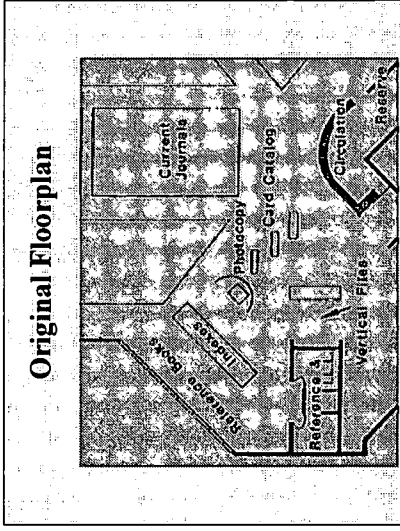 Original Floorplan
Current
Journals
Reference Books
Indexes
Photocopy
Card Catalog
Circulation
Reserve
Vertical Files
Reference &